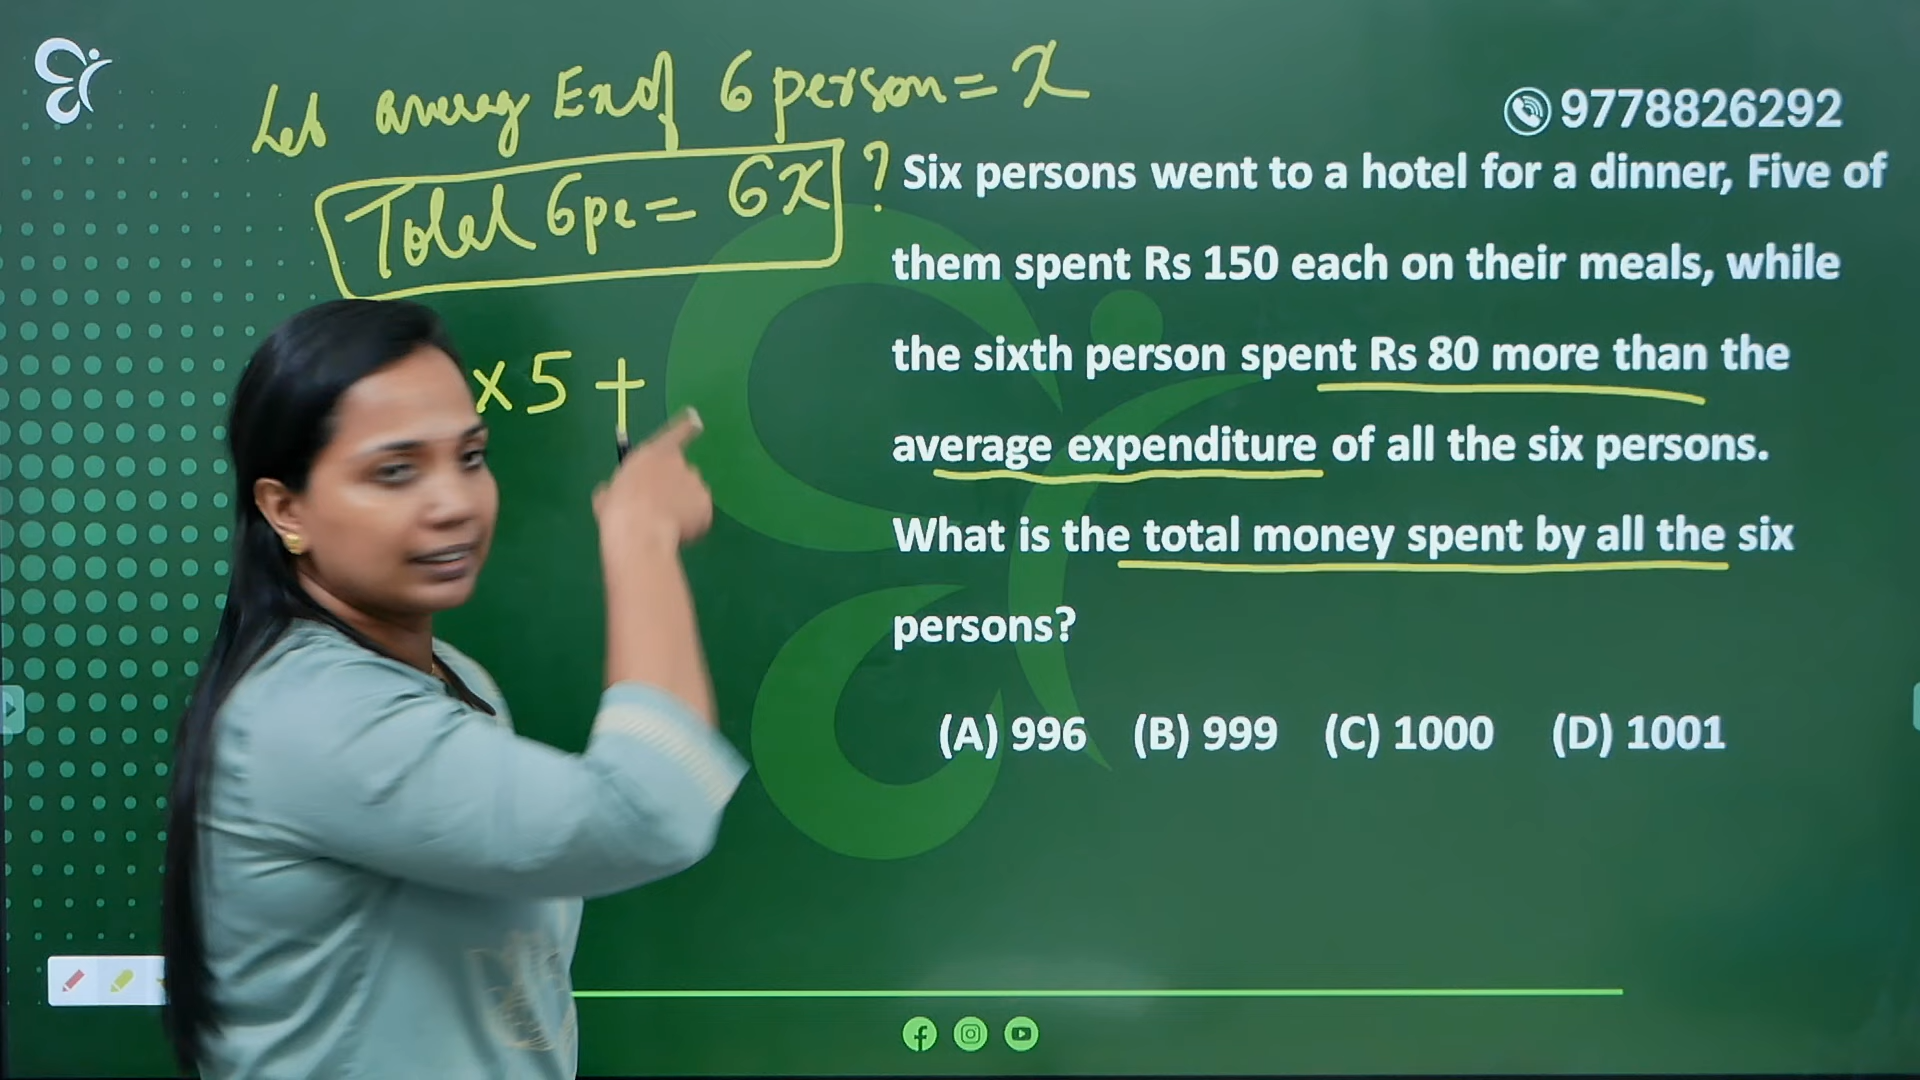 Let average Ex of 6 person = x
Total 6pe = 6x ?
x 5 +
9778826292
Six persons went to a hotel for a dinner, Five of
them spent Rs 150 each on their meals, while
the sixth person spent Rs 80 more than the
average expenditure of all the six persons.
What is the total money spent by all the six
persons?
(A) 996 (B) 999 (C) 1000 (D) 1001